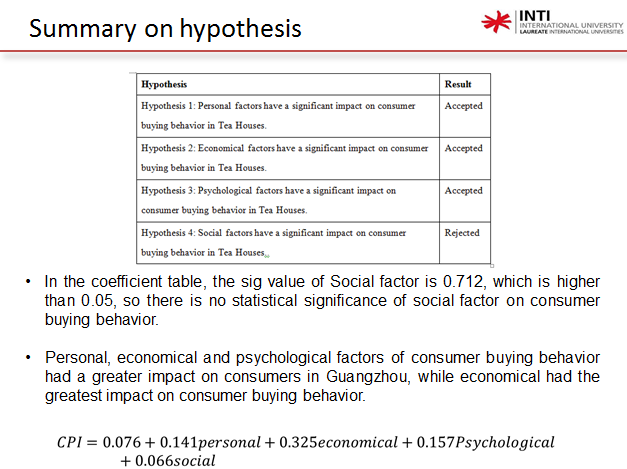 Summary on hypothesis
INTI
INTERNATIONAL UNIVERSITY
LAUREATE INTERNATIONAL UNIVERSITIES
Hypothesis Result
Hypothesis 1: Personal factors have a significant impact on consumer Accepted
buying behavior in Tea Houses.
Hypothesis 2: Economical factors have a significant impact on consumer Accepted
buying behavior in Tea Houses.
Hypothesis 3: Psychological factors have a significant impact on Accepted
consumer buying behavior in Tea Houses.
Hypothesis 4: Social factors have a significant impact on consumer Rejected
buying behavior in Tea Houses.
• In the coefficient table, the sig value of Social factor is 0.712, which is higher
than 0.05, so there is no statistical significance of social factor on consumer
buying behavior.
• Personal, economical and psychological factors of consumer buying behavior
had a greater impact on consumers in Guangzhou, while economical had the
greatest impact on consumer buying behavior.
CPI = 0.076 + 0.141personal + 0.325economical + 0.157Psychological
+ 0.066social